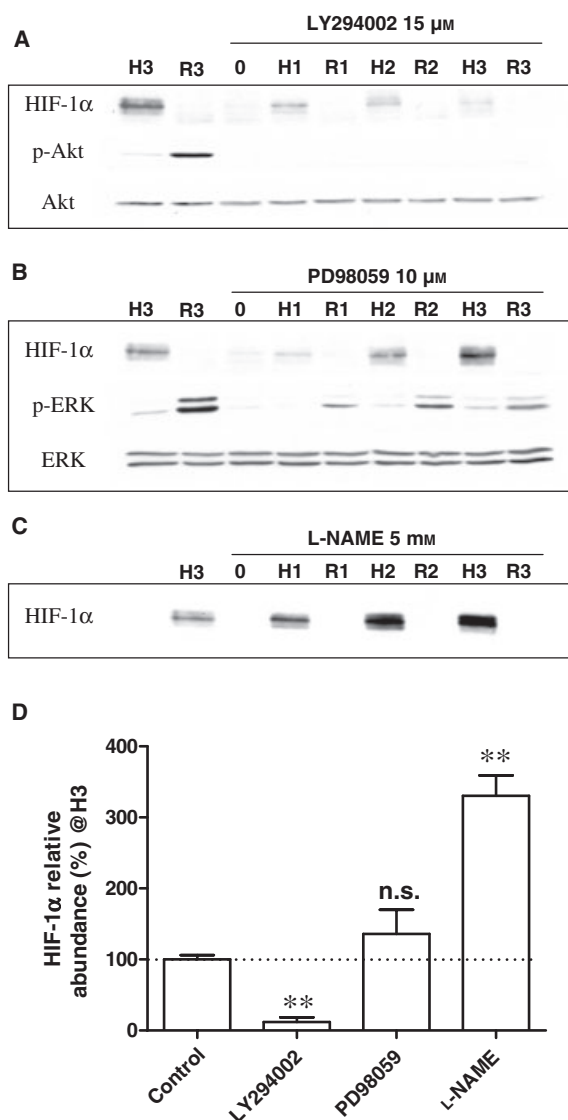 A
LY294002 15 μM
H3 R3 0 H1 R1 H2 R2 H3 R3
HIF-1α
p-Akt
Akt
B
PD98059 10 μM
H3 R3 0 H1 R1 H2 R2 H3 R3
HIF-1α
p-ERK
ERK
C
L-NAME 5 mM
H3 0 H1 R1 H2 R2 H3 R3
HIF-1α
D
HIF-1α relative
abundance (%) @H3
400
300
200
100
0
**
n.s.
**
Control
LY294002
PD98059
L-NAME